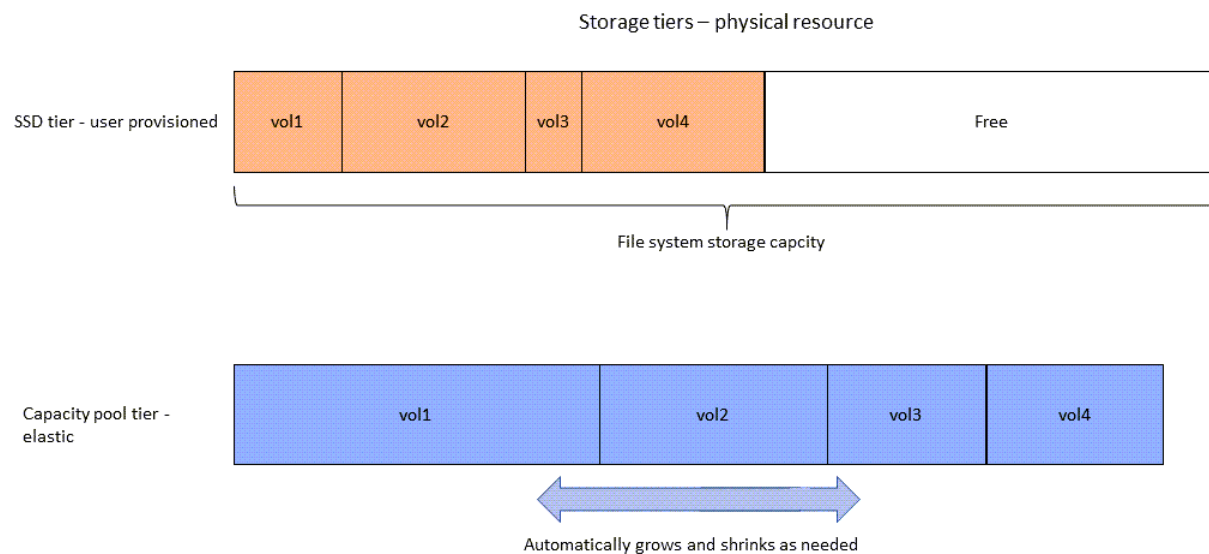 Storage tiers – physical resource
SSD tier - user provisioned
vol1
vol2
vol3
vol4
Free
File system storage capcity
Capacity pool tier -
elastic
vol1
vol2
vol3
vol4
Automatically grows and shrinks as needed